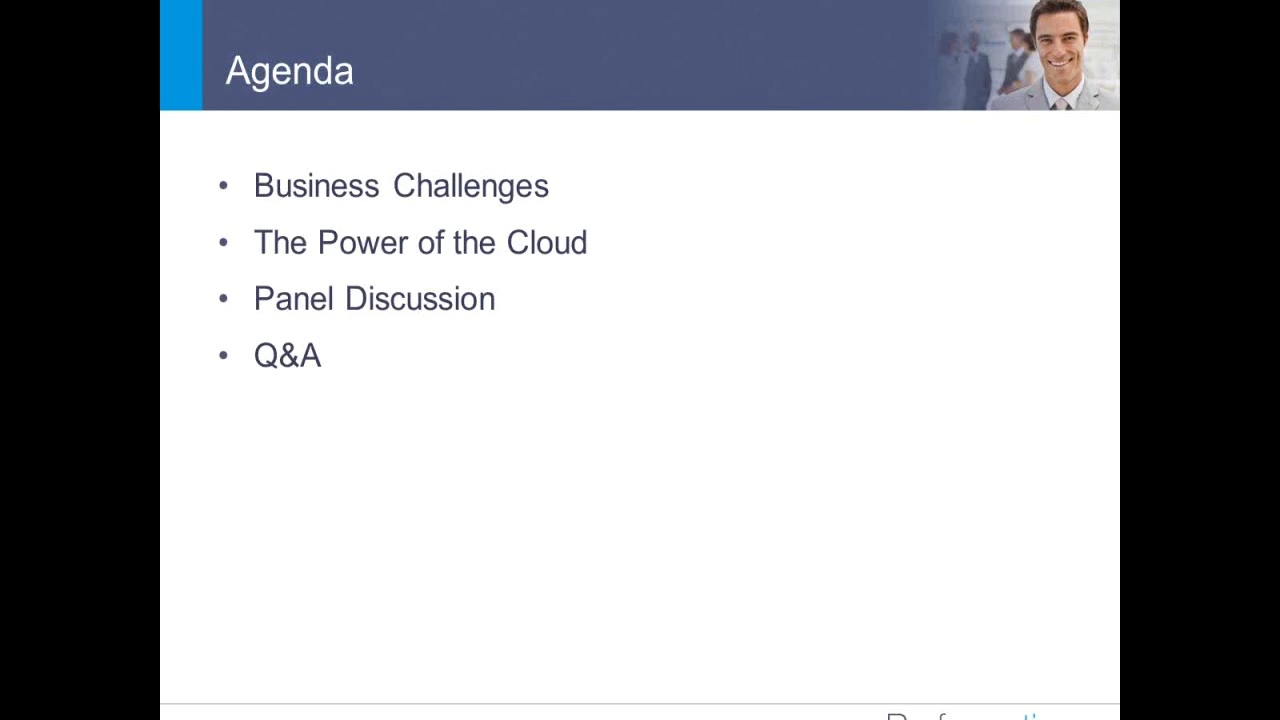 Agenda
• Business Challenges
• The Power of the Cloud
• Panel Discussion
• Q&A